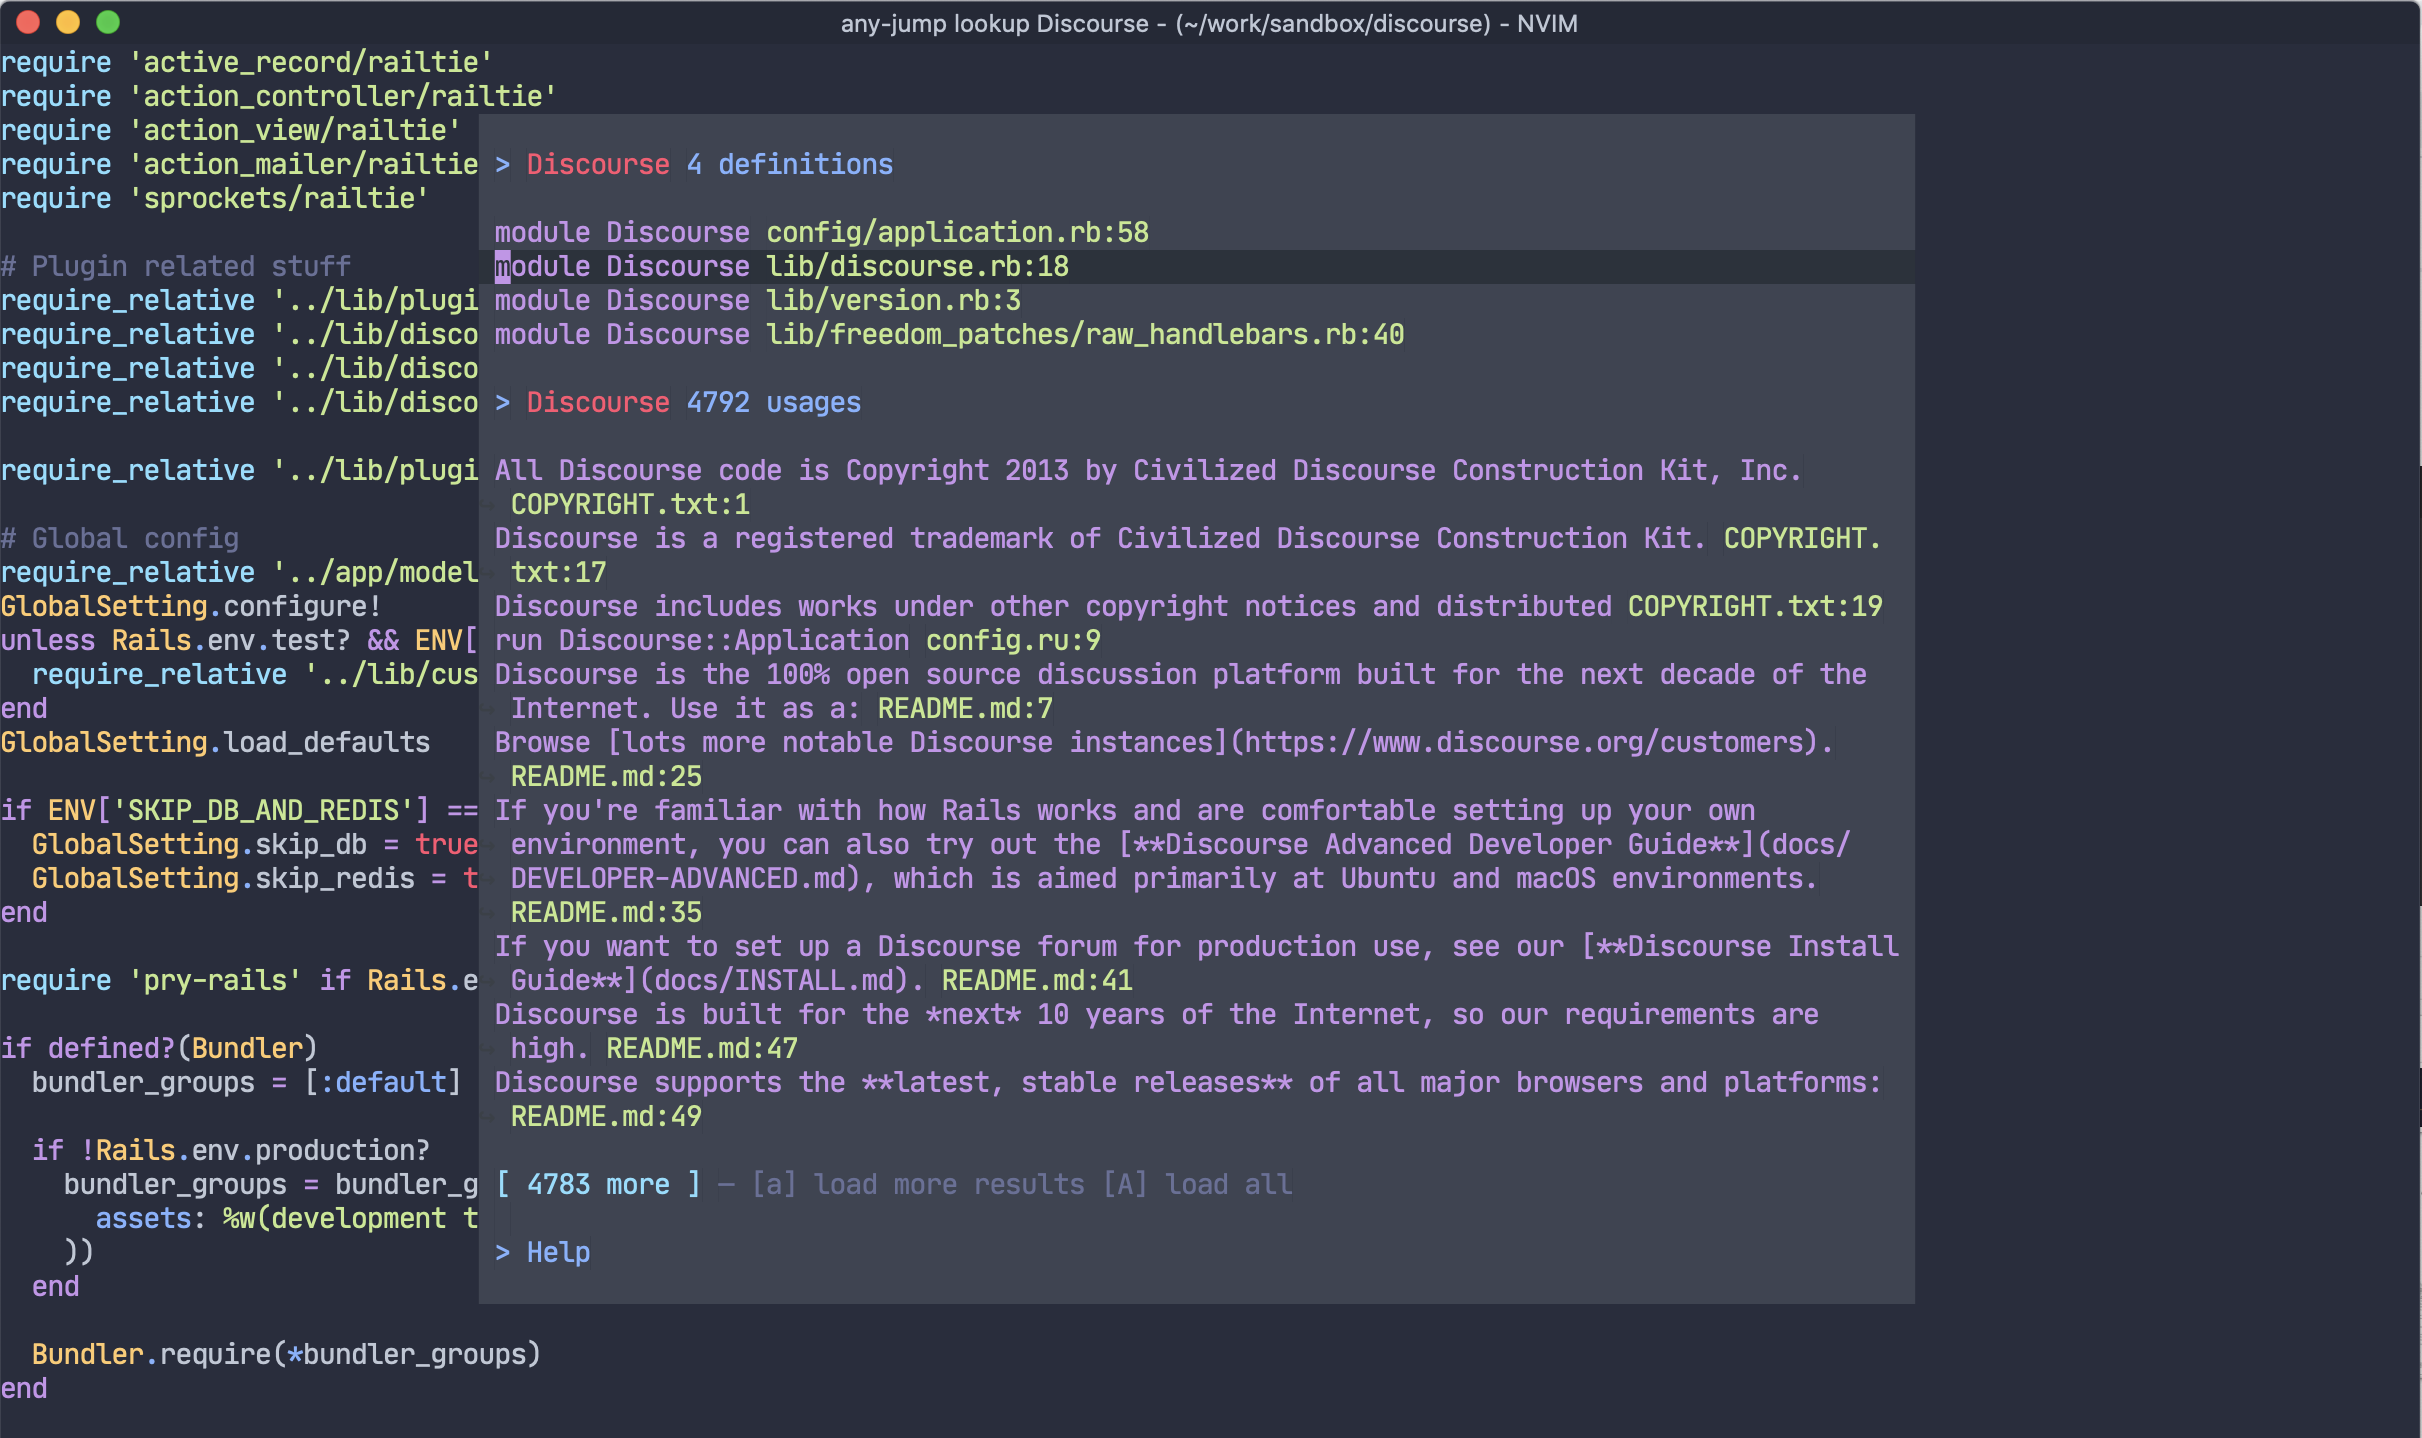 any-jump lookup Discourse - (~/work/sandbox/discourse) - NVIM
require 'active_record/railtie'
require 'action_controller/railtie'
require 'action_view/railtie'
require 'action_mailer/railtie
require 'sprockets/railtie'
# Plugin related stuff
require_relative '../lib/plugi
require_relative '../lib/disco
require_relative '../lib/disco
require_relative '../lib/disco
require_relative '../lib/plugi
# Global config
require_relative '../app/model
GlobalSetting.configure!
unless Rails.env.test? && ENV[
  require_relative '../lib/cus
end
GlobalSetting.load_defaults
if ENV['SKIP_DB_AND_REDIS'] ==
  GlobalSetting.skip_db = true
  GlobalSetting.skip_redis = t
end
require 'pry-rails' if Rails.e
if defined?(Bundler)
  bundler_groups = [:default]
  if !Rails.env.production?
    bundler_groups = bundler_g
      assets: %w(development t
    ))
  end
  Bundler.require(*bundler_groups)
end
> Discourse 4 definitions
module Discourse config/application.rb:58
module Discourse lib/discourse.rb:18
module Discourse lib/version.rb:3
module Discourse lib/freedom_patches/raw_handlebars.rb:40
> Discourse 4792 usages
All Discourse code is Copyright 2013 by Civilized Discourse Construction Kit, Inc.
COPYRIGHT.txt:1
Discourse is a registered trademark of Civilized Discourse Construction Kit. COPYRIGHT.
txt:17
Discourse includes works under other copyright notices and distributed COPYRIGHT.txt:19
run Discourse::Application config.ru:9
Discourse is the 100% open source discussion platform built for the next decade of the
Internet. Use it as a: README.md:7
Browse [lots more notable Discourse instances](https://www.discourse.org/customers).
README.md:25
If you're familiar with how Rails works and are comfortable setting up your own
environment, you can also try out the [**Discourse Advanced Developer Guide**](docs/
DEVELOPER-ADVANCED.md), which is aimed primarily at Ubuntu and macOS environments.
README.md:35
If you want to set up a Discourse forum for production use, see our [**Discourse Install
Guide**](docs/INSTALL.md). README.md:41
Discourse is built for the *next* 10 years of the Internet, so our requirements are
high. README.md:47
Discourse supports the **latest, stable releases** of all major browsers and platforms:
README.md:49
[ 4783 more ] — [a] load more results [A] load all
> Help